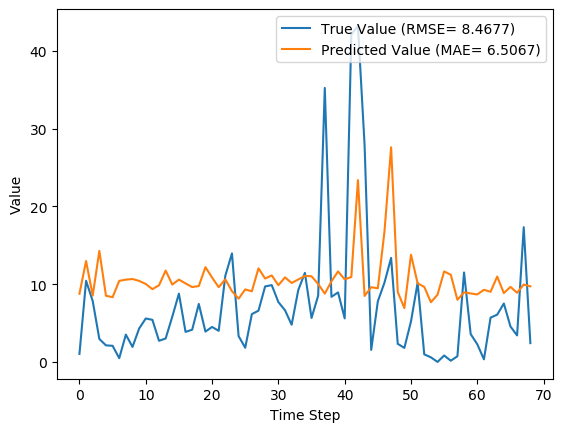 True Value (RMSE= 8.4677)
Predicted Value (MAE= 6.5067)
Value
40
30
20
10
0
0 10 20 30 40 50 60 70
Time Step